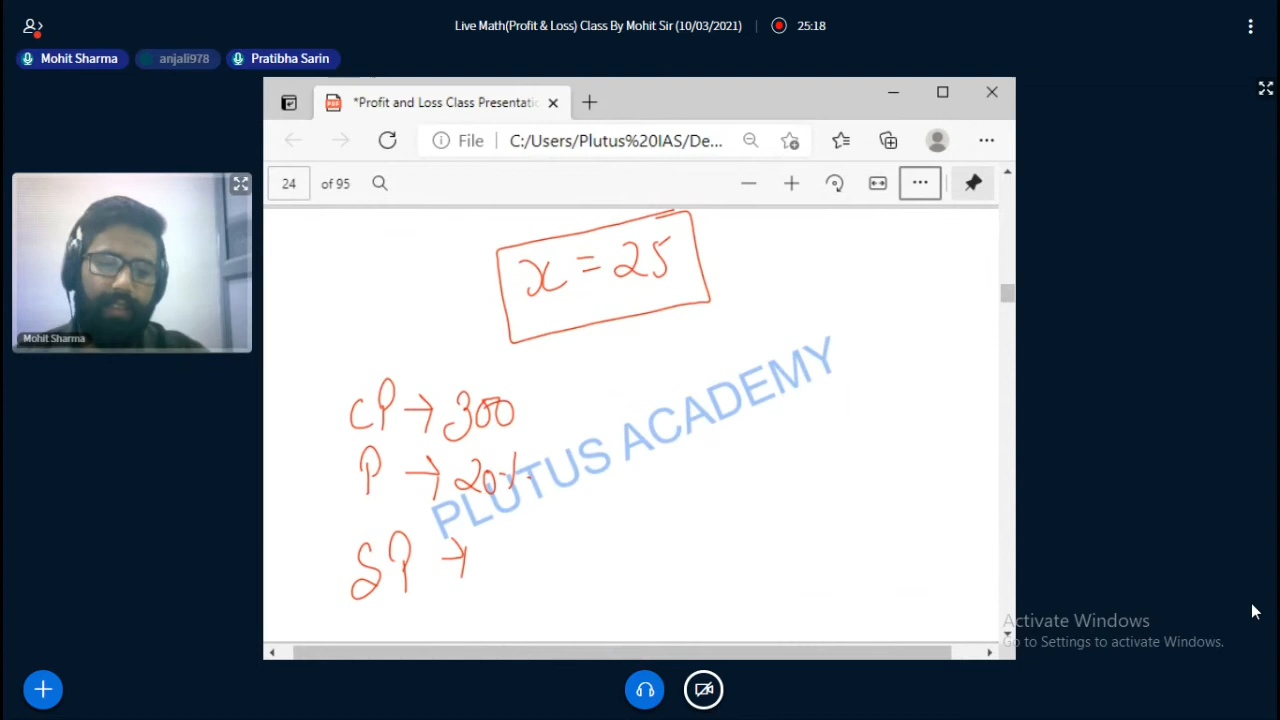 Live Math(Profit & Loss) Class By Mohit Sir (10/03/2021)
25:18
Mohit Sharma
anjali978
Pratibha Sarin
*Profit and Loss Class Presentatio
File
C:/Users/Plutus%20IAS/De...
24
of 95
x = 25
CP → 300
P → 20%
SP →
PLUTUS ACADEMY
Mohit Sharma
Activate Windows
Go to Settings to activate Windows.